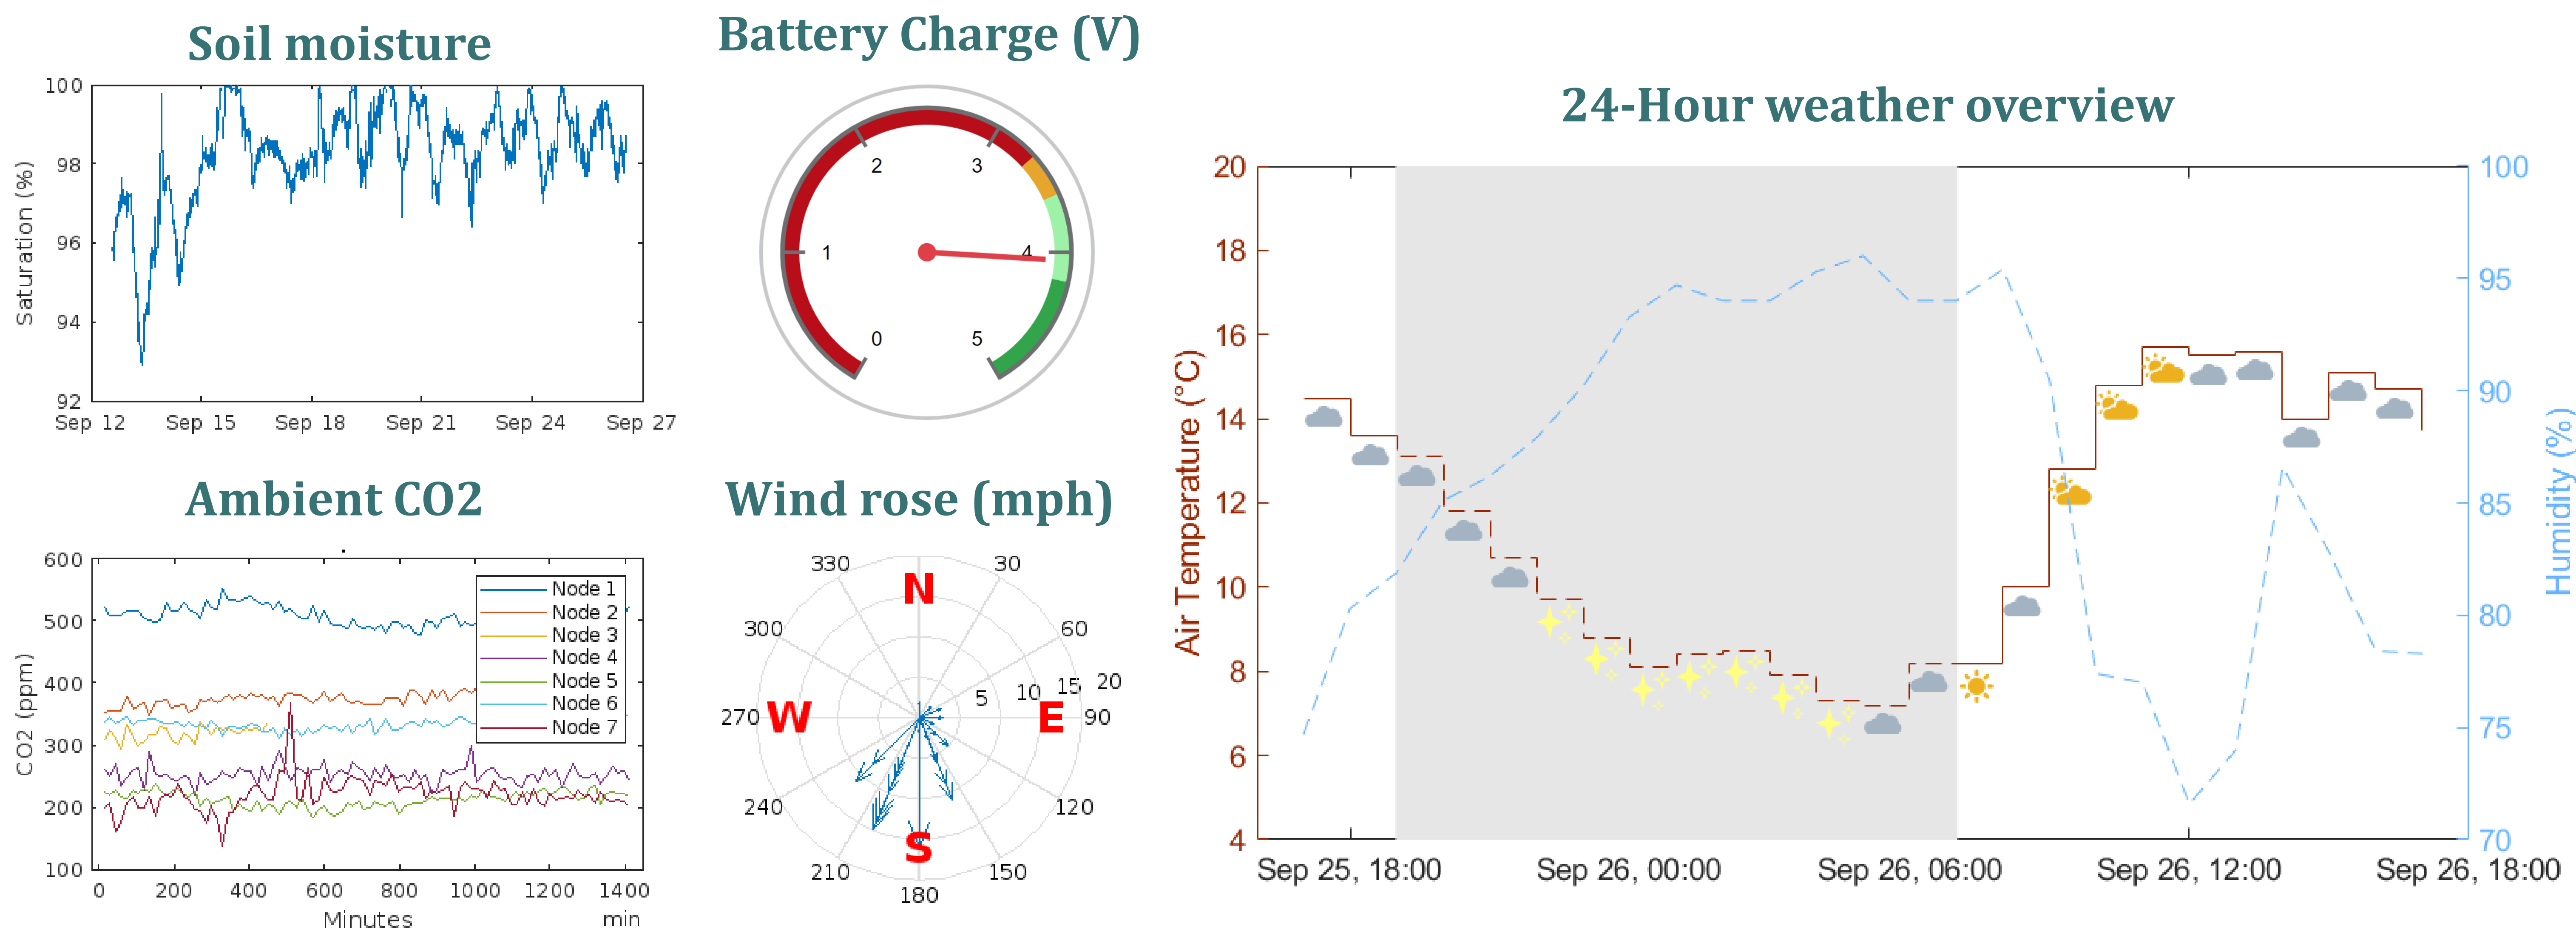 Soil moisture
100
98
96
94
92
Saturation (%)
Sep 12 Sep 15 Sep 18 Sep 21 Sep 24 Sep 27
Battery Charge (V)
0
1
2
3
4
5
24-Hour weather overview
20
18
16
14
12
10
8
6
4
Air Temperature (°C)
100
95
90
85
80
75
70
Humidity (%)
Sep 25, 18:00 Sep 26, 00:00 Sep 26, 06:00 Sep 26, 12:00 Sep 26, 18:00
Ambient CO2
600
500
400
300
200
100
CO2 (ppm)
Node 1
Node 2
Node 3
Node 4
Node 5
Node 6
Node 7
0 200 400 600 800 1000 1200 1400
Minutes min
Wind rose (mph)
330 N 30
300 60
5 10 15 20
270 W E 90
240 120
210 S 150
180